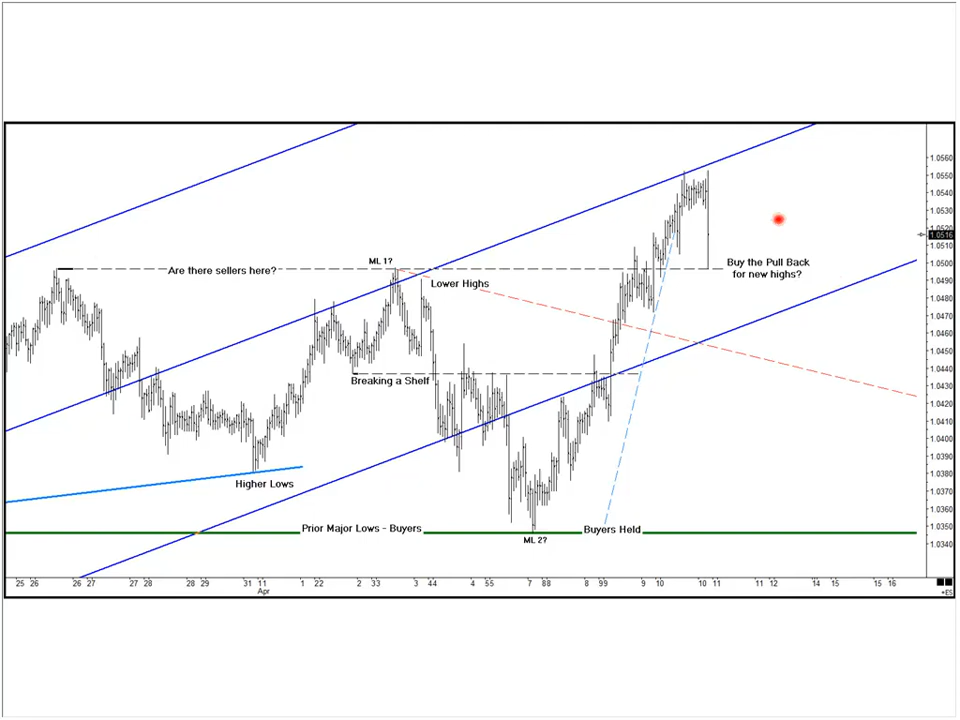 1.0560
1.0550
1.0540
1.0530
1.0520
1.0516
1.0510
1.0500
1.0490
1.0480
1.0470
1.0460
1.0450
1.0440
1.0430
1.0420
1.0410
1.0400
1.0390
1.0380
1.0370
1.0360
1.0350
1.0340
ML 1?
Are there sellers here?
Buy the Pull Back
for new highs?
Lower Highs
Breaking a Shelf
Higher Lows
Prior Major Lows - Buyers
Buyers Held
ML 2?
25 26 26 27 27 28 28 29 31 11 1 22 2 33 3 44 4 55 7 88 8 99 9 10 10 11 11 12 14 15 15 16
Apr
ES